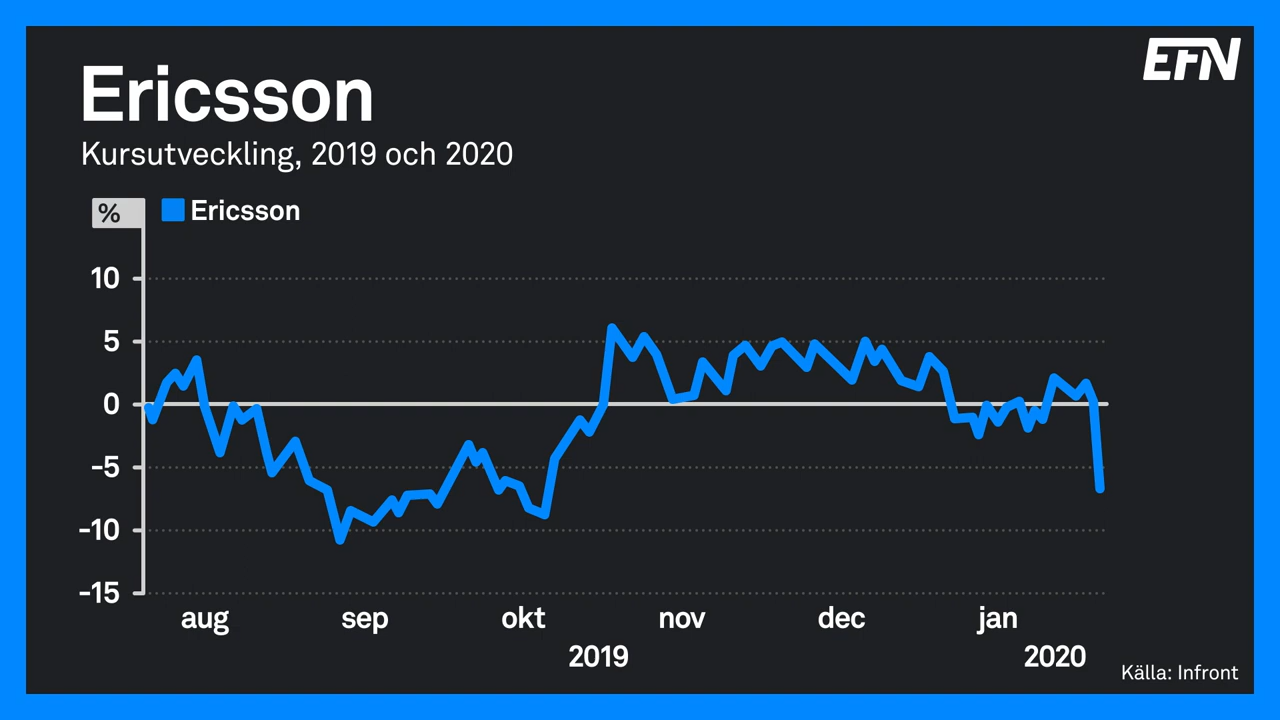 EFN
Ericsson
Kursutveckling, 2019 och 2020
% Ericsson
10
5
0
-5
-10
-15
aug sep okt nov dec jan
2019 2020
Källa: Infront